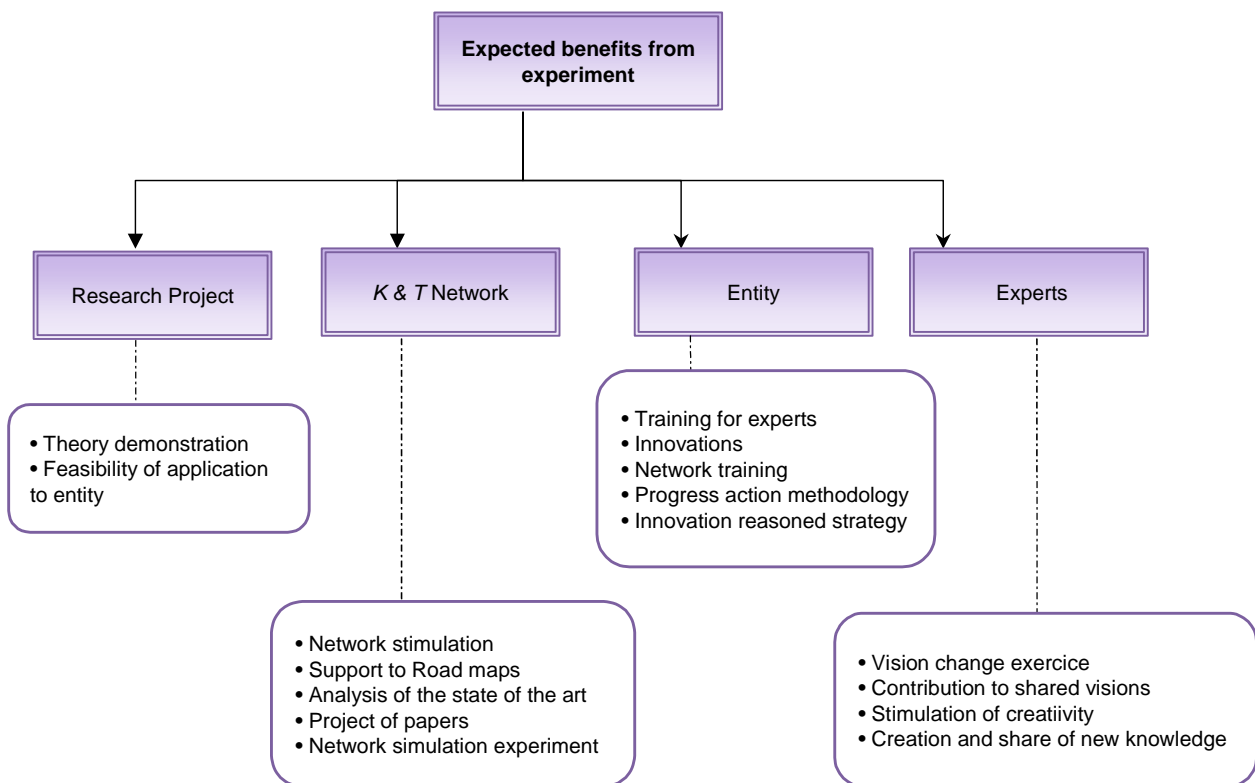 Expected benefits from
experiment
Research Project
K & T Network
Entity
Experts
• Theory demonstration
• Feasibility of application
to entity
• Training for experts
• Innovations
• Network training
• Progress action methodology
• Innovation reasoned strategy
• Network stimulation
• Support to Road maps
• Analysis of the state of the art
• Project of papers
• Network simulation experiment
• Vision change exercice
• Contribution to shared visions
• Stimulation of creatiivity
• Creation and share of new knowledge